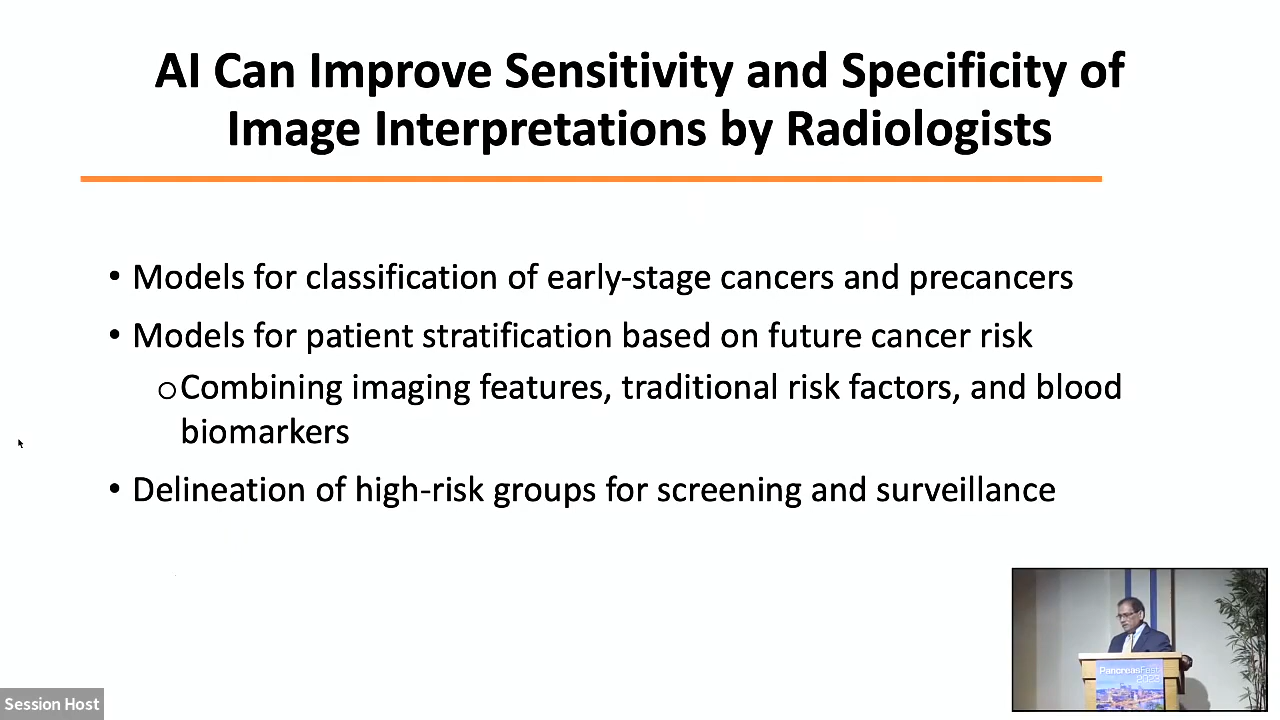 AI Can Improve Sensitivity and Specificity of
Image Interpretations by Radiologists
• Models for classification of early-stage cancers and precancers
• Models for patient stratification based on future cancer risk
o Combining imaging features, traditional risk factors, and blood
biomarkers
• Delineation of high-risk groups for screening and surveillance
PancreasFest
2023
Session Host